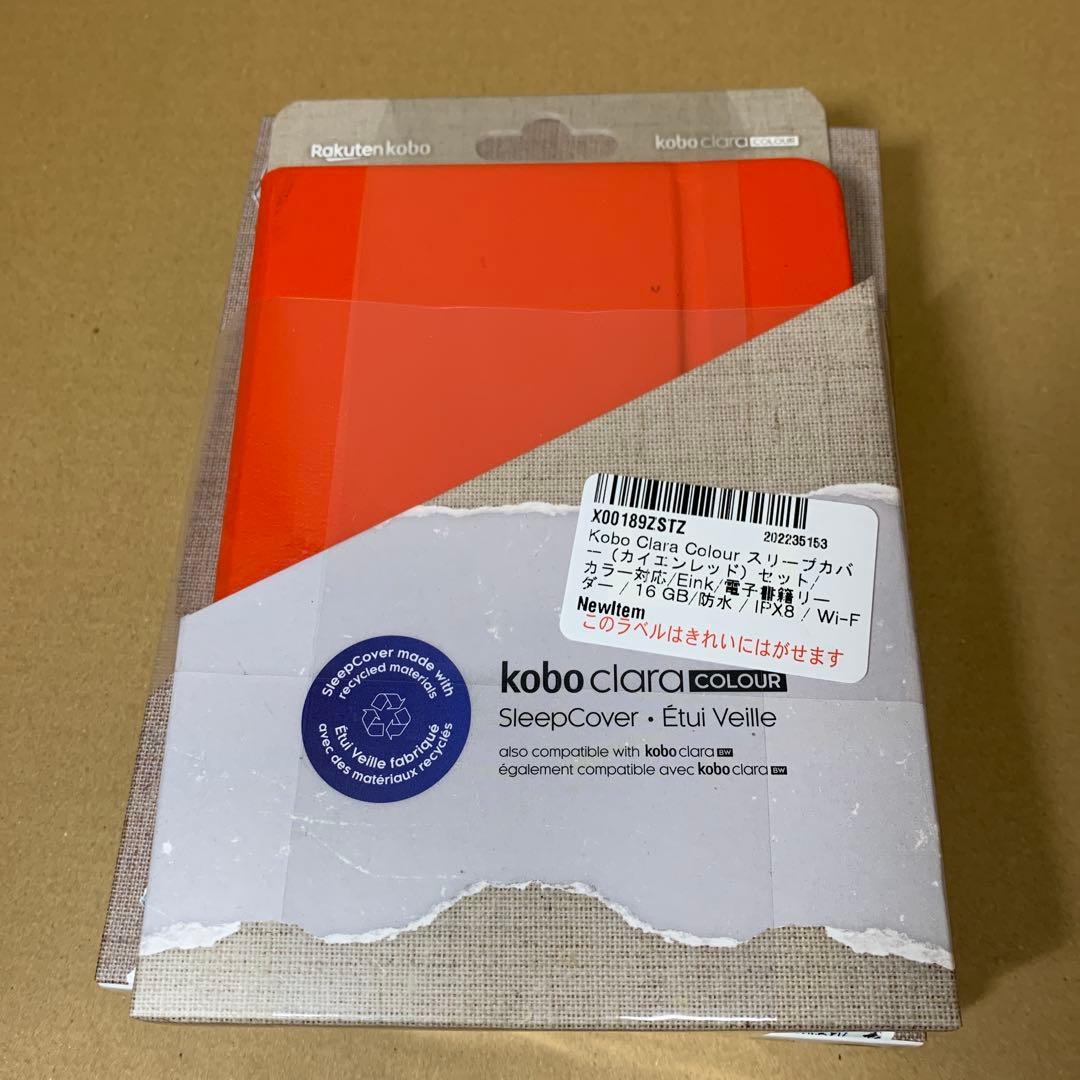 Rakuten kobo
kobo clara COLOUR
X00189ZSTZ
202235153
Kobo Clara Colour スリープカバ
ー（カイエンレッド）セット/
カラー対応/Eink/電子書籍リー
ダー / 16 GB/防水 / IPX8 / Wi-F
NewItem
このラベルはきれいにはがせます
SleepCover made with
recycled materials
Étui Veille fabriqué
avec des matériaux recyclés
kobo clara COLOUR
SleepCover • Étui Veille
also compatible with kobo clara BW
également compatible avec kobo clara BW